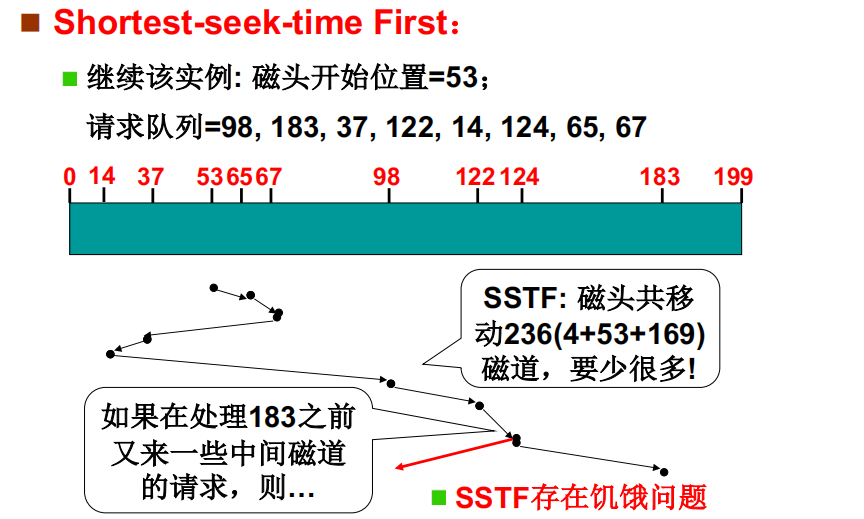 Shortest-seek-time First：
继续该实例: 磁头开始位置=53；
请求队列=98, 183, 37, 122, 14, 124, 65, 67
0 14 37 53 65 67 98 122 124 183 199
SSTF: 磁头共移
动236(4+53+169)
磁道，要少很多!
如果在处理183之前
又来一些中间磁道
的请求，则…
SSTF存在饥饿问题